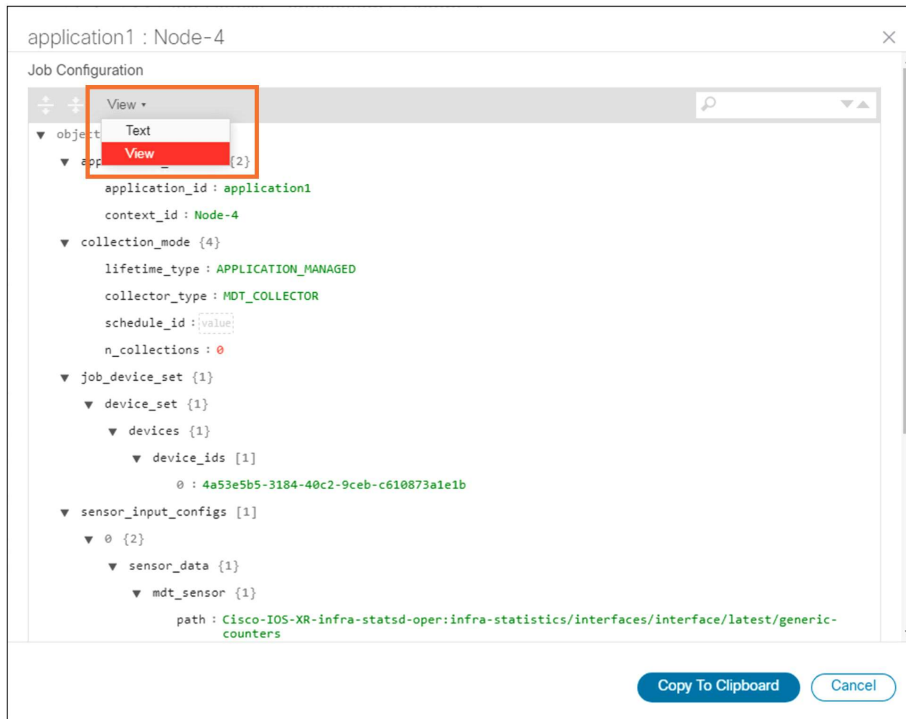 application1 : Node-4
Job Configuration
View
Text
View
object
app {2}
application_id : application1
context_id : Node-4
collection_mode {4}
lifetime_type : APPLICATION_MANAGED
collector_type : MDT_COLLECTOR
schedule_id : value
n_collections : 0
job_device_set {1}
device_set {1}
devices {1}
device_ids [1]
0 : 4a53e5b5-3184-40c2-9ceb-c610873a1e1b
sensor_input_configs [1]
0 {2}
sensor_data {1}
mdt_sensor {1}
path : Cisco-IOS-XR-infra-statsd-oper:infra-statistics/interfaces/interface/latest/generic-
counters
Copy To Clipboard
Cancel